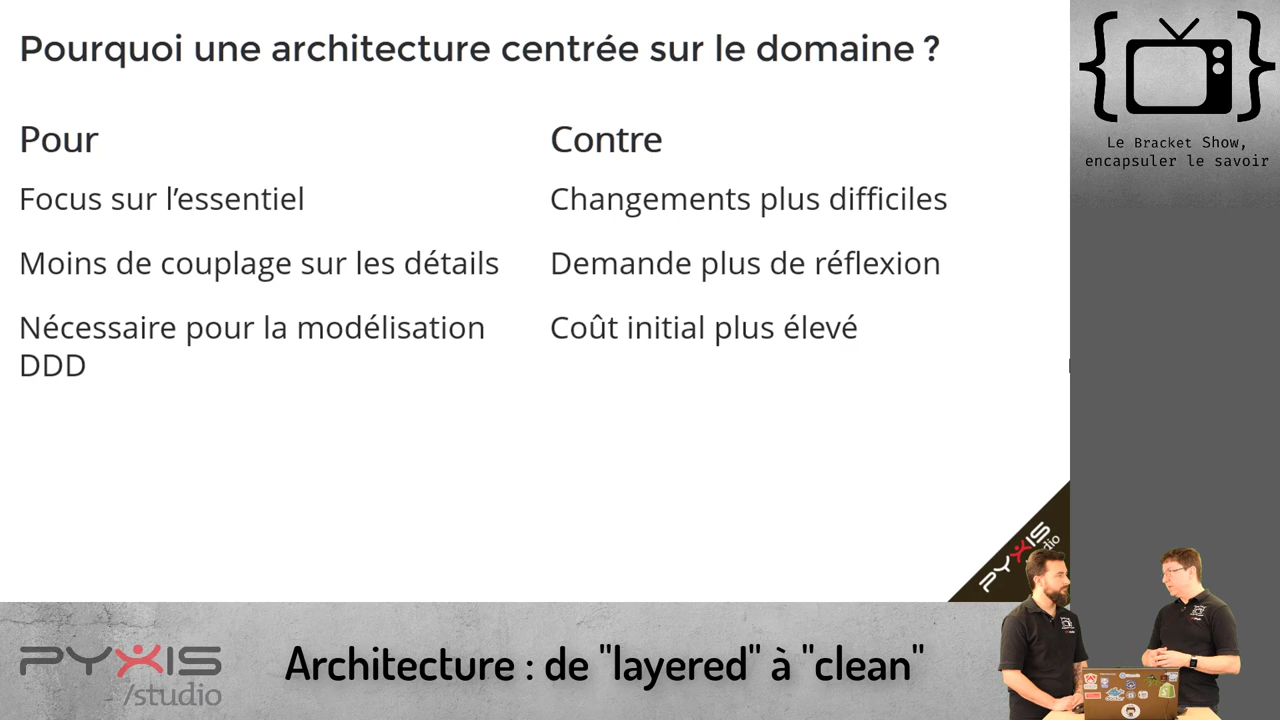 Pourquoi une architecture centrée sur le domaine ?
Pour
Focus sur l’essentiel
Moins de couplage sur les détails
Nécessaire pour la modélisation
DDD
Contre
Changements plus difficiles
Demande plus de réflexion
Coût initial plus élevé
Le Bracket Show,
encapsuler le savoir
PYXIS
PYXIS
/studio
Architecture : de "layered" à "clean"